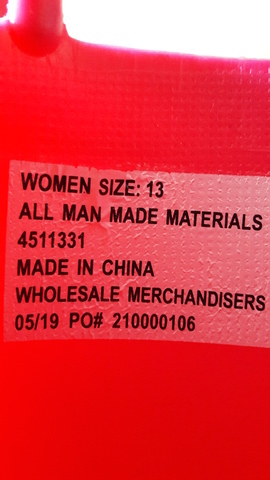 WOMEN SIZE: 13
ALL MAN MADE MATERIALS
4511331
MADE IN CHINA
WHOLESALE MERCHANDISERS
05/19 PO# 210000106